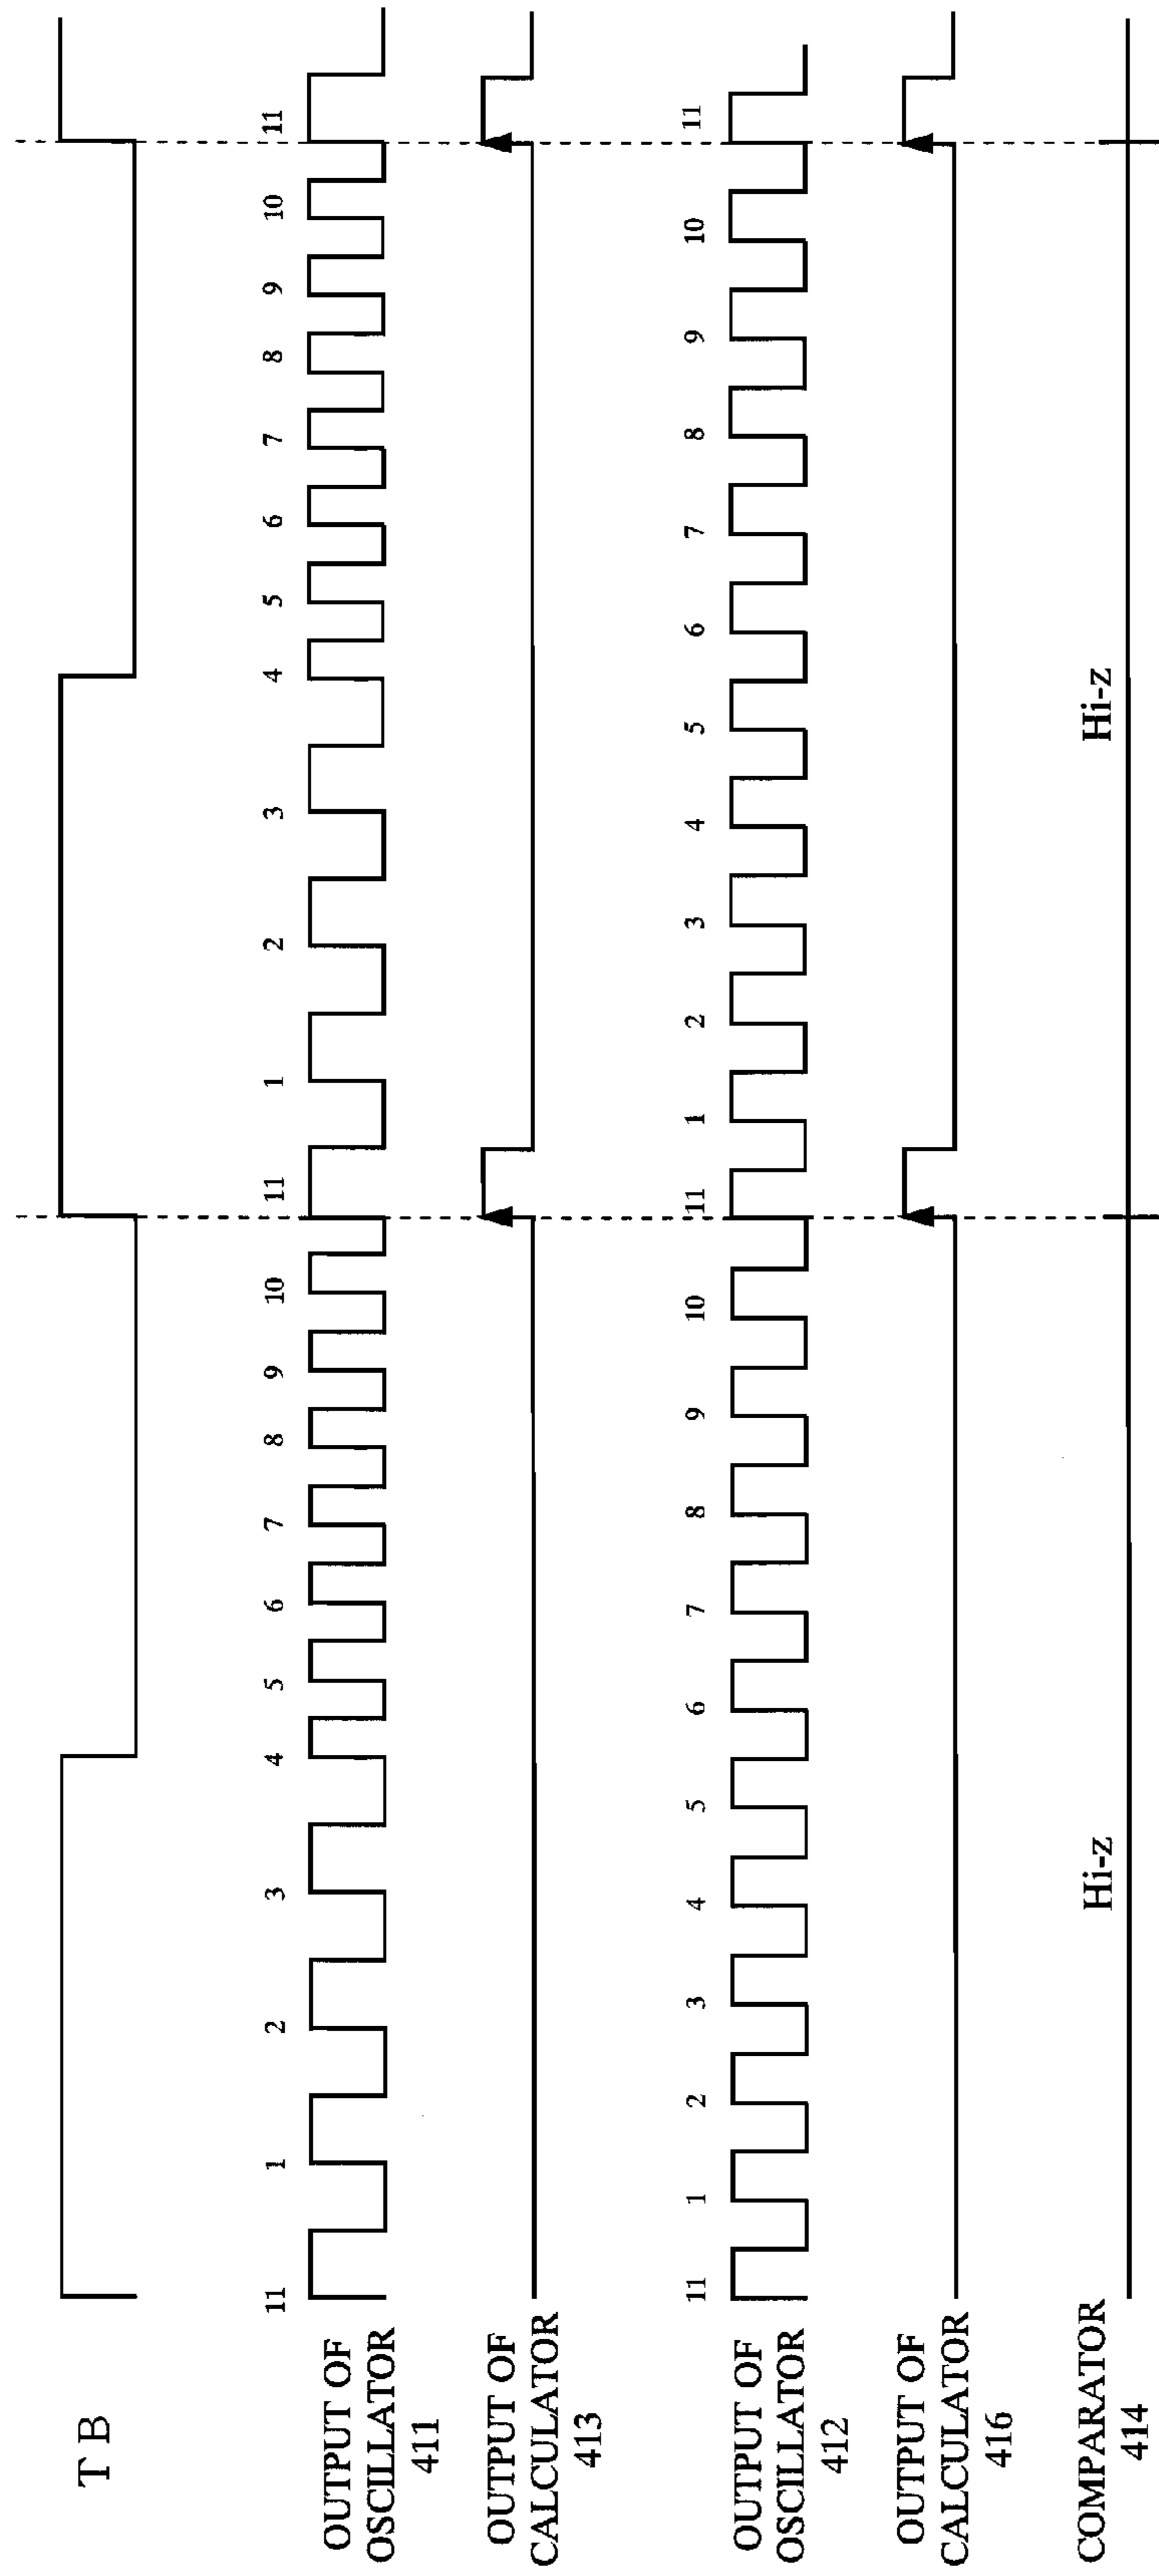 T B
11 1 2 3 4 5 6 7 8 9 10 11 1 2 3 4 5 6 7 8 9 10 11
OUTPUT OF
OSCILLATOR
411
OUTPUT OF
CALCULATOR
413
11 1 2 3 4 5 6 7 8 9 10 11 1 2 3 4 5 6 7 8 9 10 11
OUTPUT OF
OSCILLATOR
412
OUTPUT OF
CALCULATOR
416
Hi-z Hi-z
COMPARATOR
414